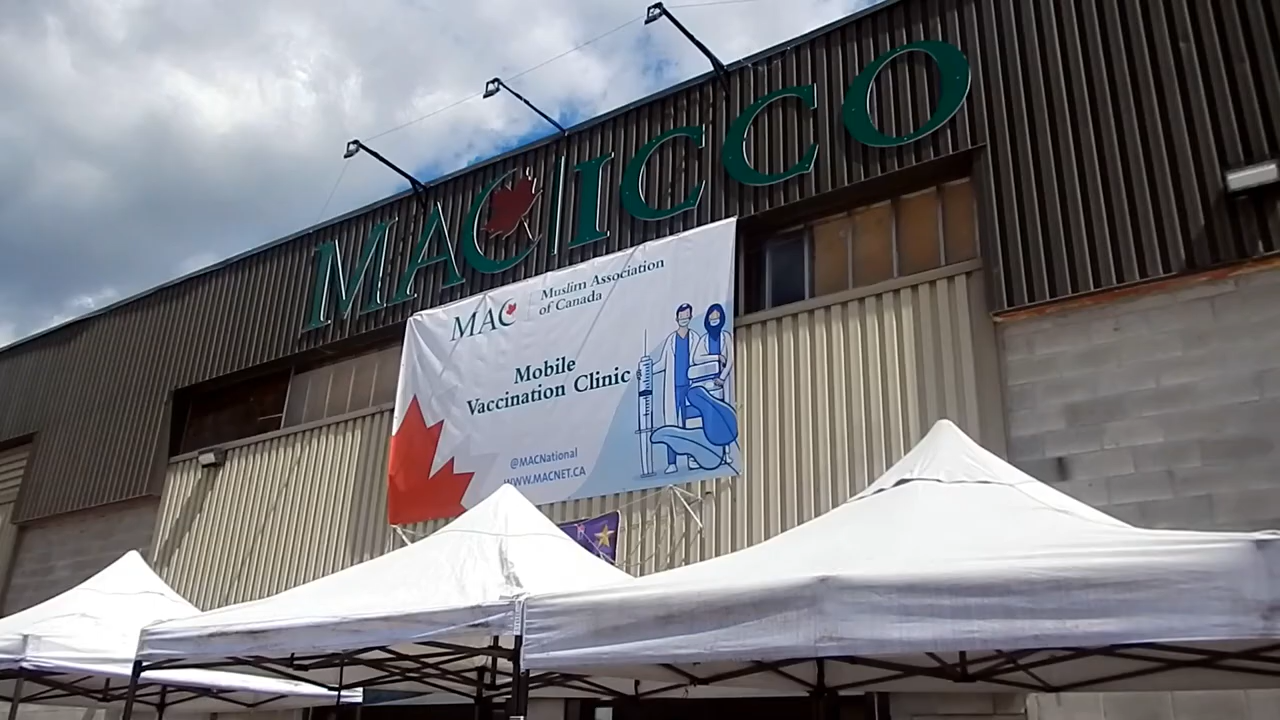 MAC|ICCO
MAC
Muslim Association
of Canada
Mobile
Vaccination Clinic
@MACNational
WWW.MACNET.CA